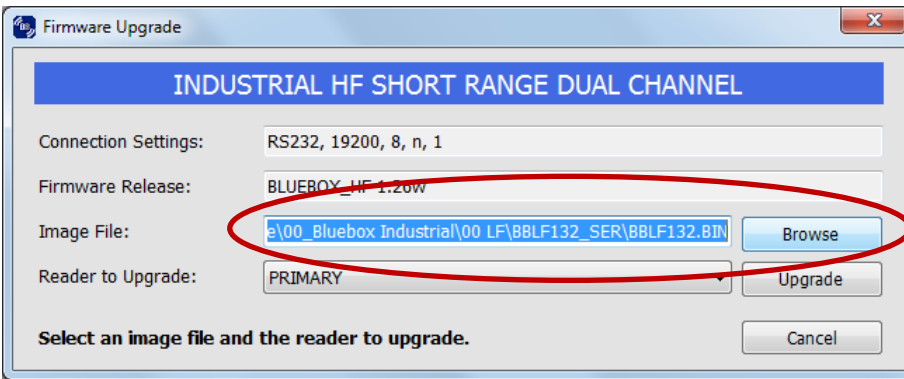 Firmware Upgrade
INDUSTRIAL HF SHORT RANGE DUAL CHANNEL
Connection Settings: RS232, 19200, 8, n, 1
Firmware Release: BLUEBOX_HF 1.26w
Image File: e\00_Bluebox Industrial\00 LF\BBLF132_SER\BBLF132.BIN Browse
Reader to Upgrade: PRIMARY Upgrade
Select an image file and the reader to upgrade. Cancel